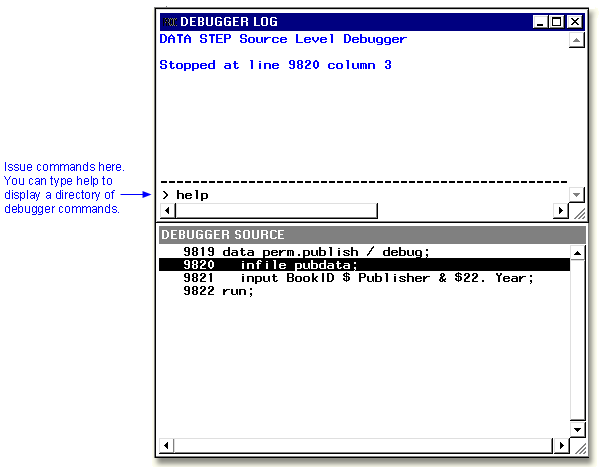 DEBUGGER LOG
DATA STEP Source Level Debugger
Stopped at line 9820 column 3
Issue commands here.
You can type help to
display a directory of
debugger commands.
> help
DEBUGGER SOURCE
9819 data perm.publish / debug;
9820 infile pubdata;
9821 input BookID $ Publisher & $22. Year;
9822 run;